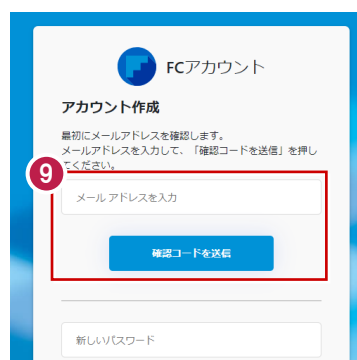 FCアカウント
アカウント作成
最初にメールアドレスを確認します。
メールアドレスを入力して、「確認コードを送信」を押し
てください。
9
メール アドレスを入力
確認コードを送信
新しいパスワード